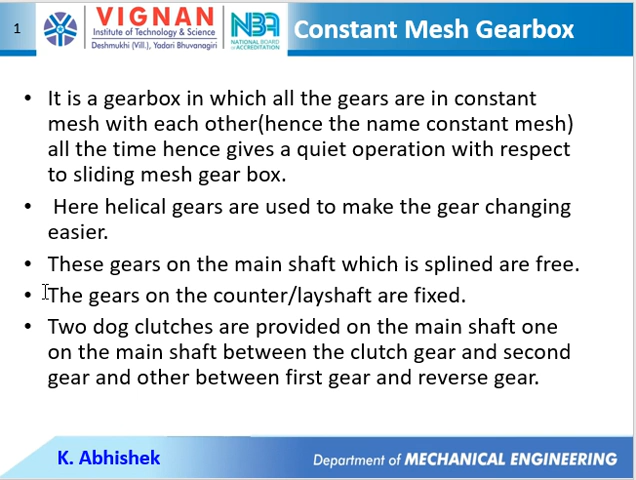 1
VIGNAN
Institute of Technology & Science
Deshmukhi (Vill.), Yadari Bhuvanagiri
NBA
NATIONAL BOARD
of ACCREDITATION
Constant Mesh Gearbox
• It is a gearbox in which all the gears are in constant
mesh with each other(hence the name constant mesh)
all the time hence gives a quiet operation with respect
to sliding mesh gear box.
• Here helical gears are used to make the gear changing
easier.
• These gears on the main shaft which is splined are free.
• The gears on the counter/layshaft are fixed.
• Two dog clutches are provided on the main shaft one
on the main shaft between the clutch gear and second
gear and other between first gear and reverse gear.
K. Abhishek
Department of MECHANICAL ENGINEERING